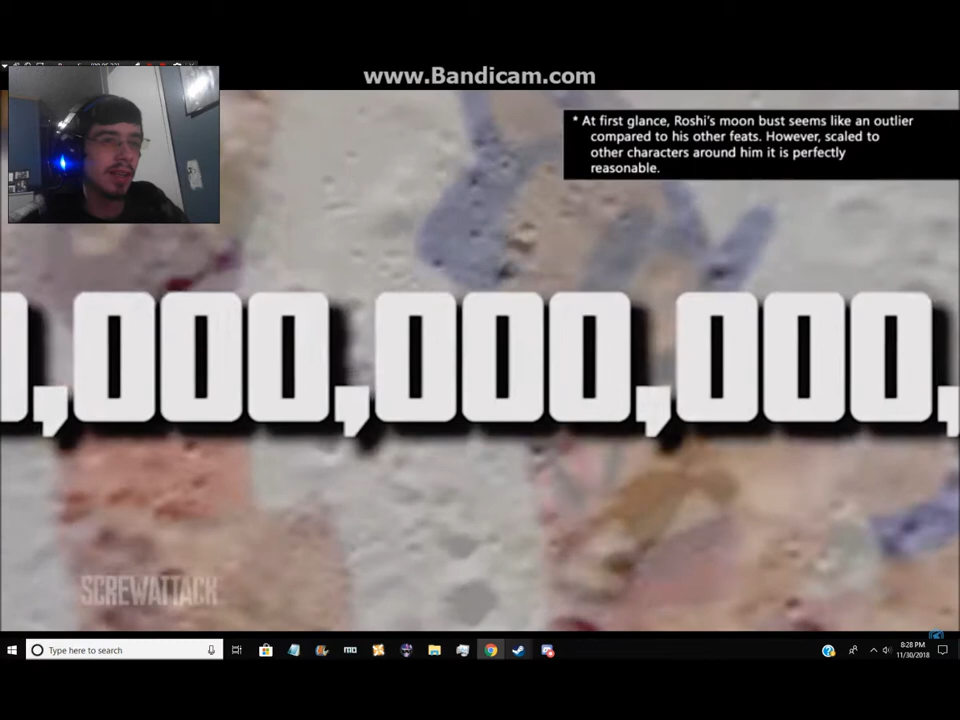 www.Bandicam.com
* At first glance, Roshi's moon bust seems like an outlier
compared to his other feats. However, scaled to
other characters around him it is perfectly
reasonable.
,000,000,000,
SCREWATTACK
Type here to search
8:28 PM
11/30/2018